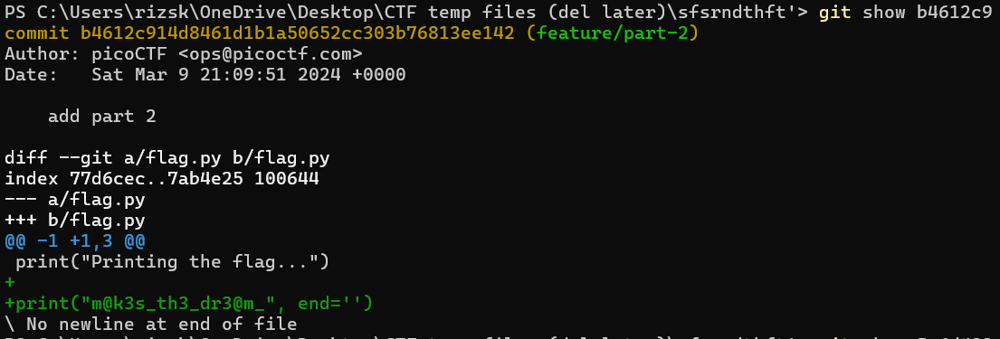 PS C:\Users\rizsk\OneDrive\Desktop\CTF temp files (del later)\sfsrndthft'> git show b4612c9
commit b4612c914d8461d1b1a50652cc303b76813ee142 (feature/part-2)
Author: picoCTF <ops@picoctf.com>
Date:   Sat Mar 9 21:09:51 2024 +0000

    add part 2

diff --git a/flag.py b/flag.py
index 77d6cec..7ab4e25 100644
--- a/flag.py
+++ b/flag.py
@@ -1 +1,3 @@
 print("Printing the flag...")
+
+print("m@k3s_th3_dr3@m_", end='')
\ No newline at end of file